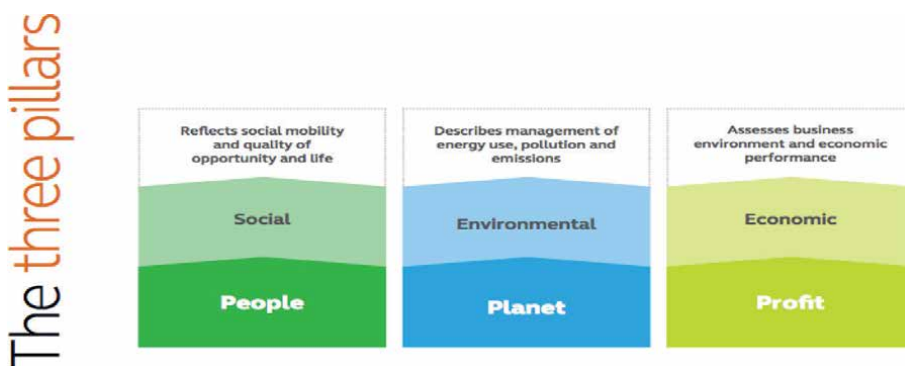 The three pillars
Reflects social mobility
and quality of
opportunity and life
Social
People
Describes management of
energy use, pollution and
emissions
Environmental
Planet
Assesses business
environment and economic
performance
Economic
Profit